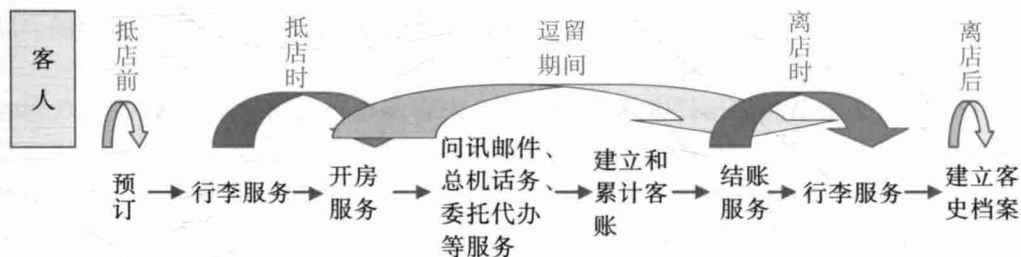 客人
抵店前
抵店时
逗留
期间
离店时
离店后
预订
行李服务
开房
服务
问讯邮件、
总机话务、
委托代办
等服务
建立和
累计客
账
结账
服务
行李服务
建立客
史档案